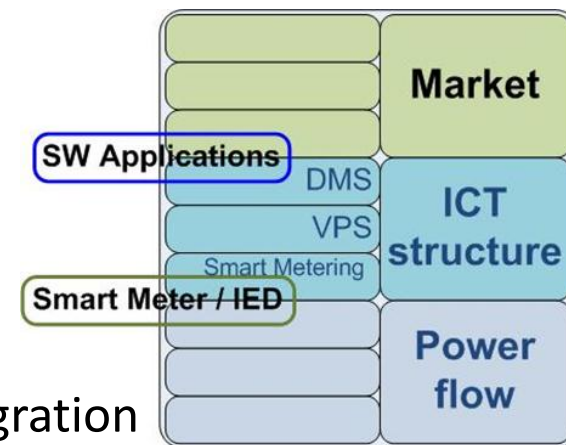 Market
SW Applications
DMS
ICT
structure
VPS
Smart Metering
Smart Meter / IED
Power
flow
gration